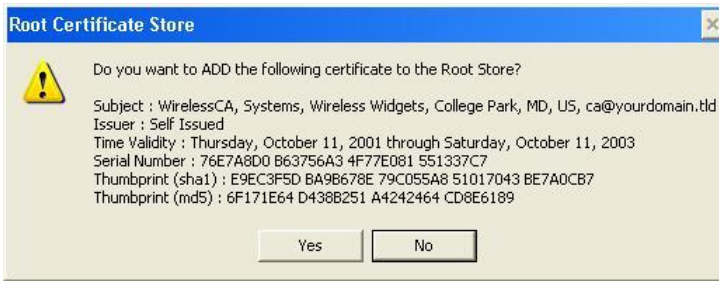 Root Certificate Store
Do you want to ADD the following certificate to the Root Store?
Subject : WirelessCA, Systems, Wireless Widgets, College Park, MD, US, ca@yourdomain.tld
Issuer : Self Issued
Time Validity : Thursday, October 11, 2001 through Saturday, October 11, 2003
Serial Number : 76E7A8D0 B63756A3 4F77E081 551337C7
Thumbprint (sha1) : E9EC3F5D BA9B678E 79C055A8 51017043 BE7A0CB7
Thumbprint (md5) : 6F171E64 D438B251 A4242464 CD8E6189
Yes No